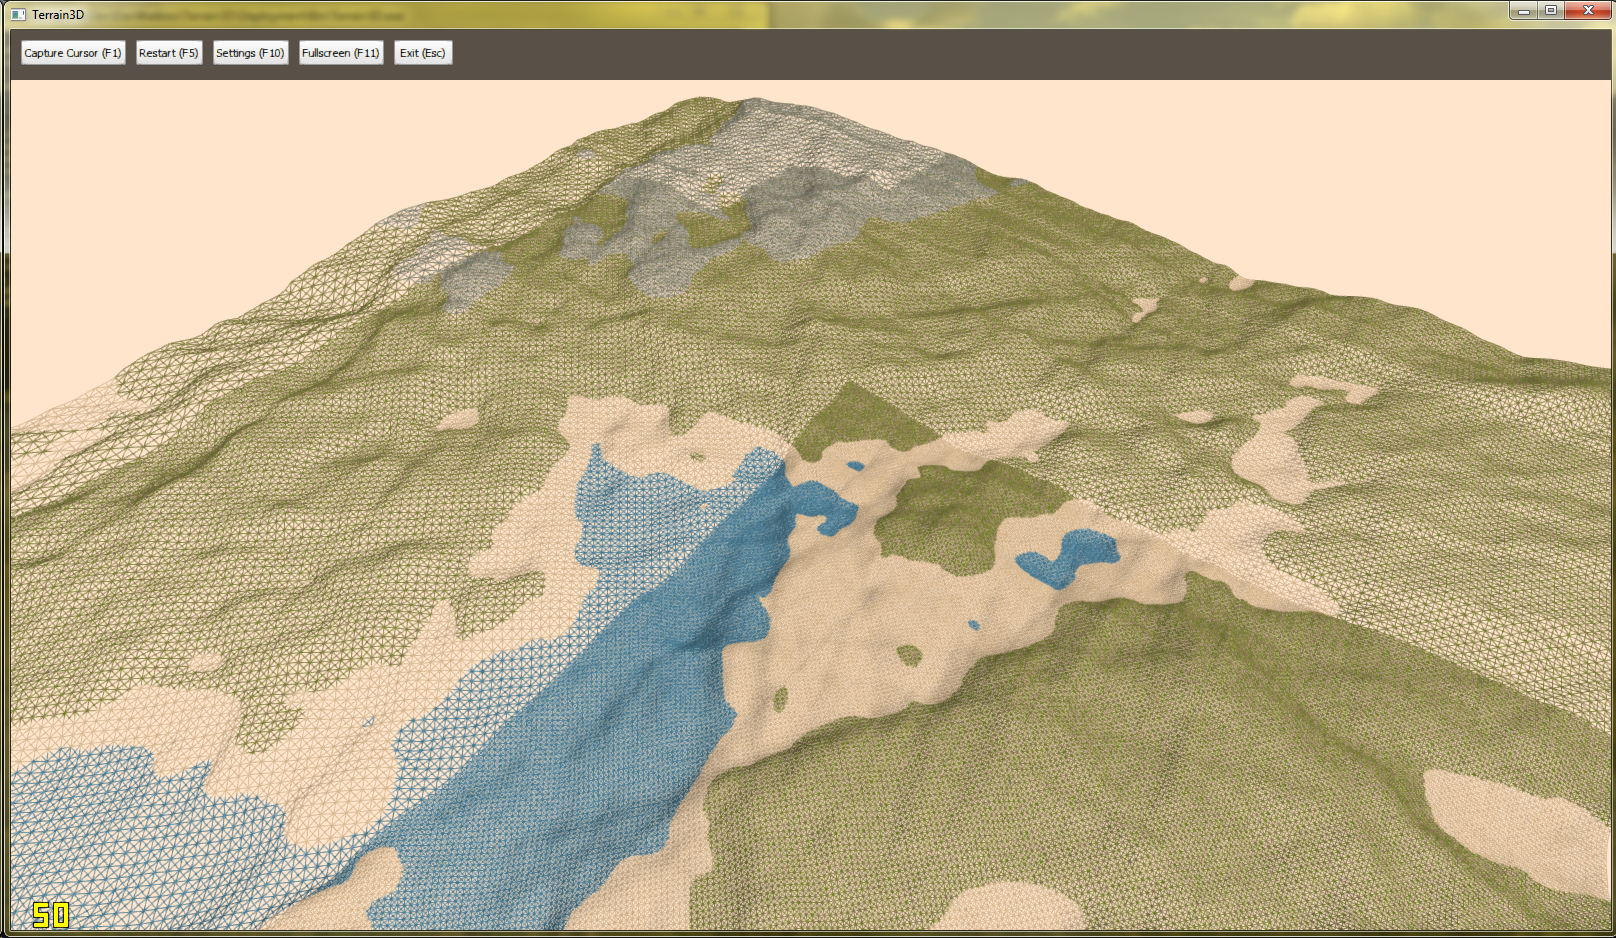 Terrain3D
Capture Cursor (F1) Restart (F5) Settings (F10) Fullscreen (F11) Exit (Esc)
50